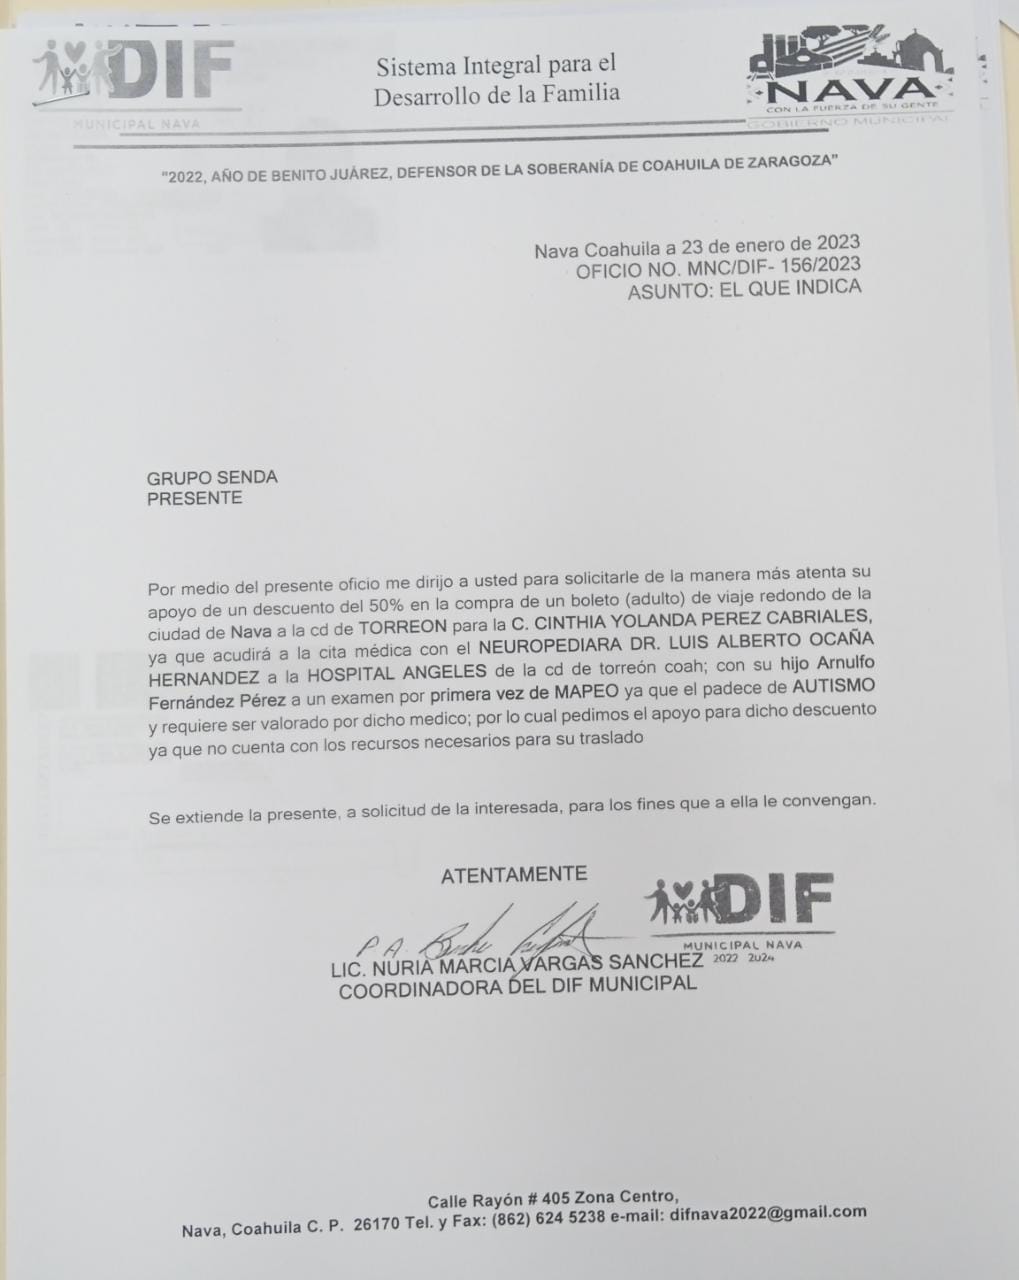 DIF
MUNICIPAL NAVA
Sistema Integral para el
Desarrollo de la Familia
NAVA
CON LA FUERZA DE SU GENTE
GOBIERNO MUNICIPAL
"2022, AÑO DE BENITO JUÁREZ, DEFENSOR DE LA SOBERANÍA DE COAHUILA DE ZARAGOZA"
Nava Coahuila a 23 de enero de 2023
OFICIO NO. MNC/DIF- 156/2023
ASUNTO: EL QUE INDICA
GRUPO SENDA
PRESENTE
Por medio del presente oficio me dirijo a usted para solicitarle de la manera más atenta su
apoyo de un descuento del 50% en la compra de un boleto (adulto) de viaje redondo de la
ciudad de Nava a la cd de TORREON para la C. CINTHIA YOLANDA PEREZ CABRIALES,
ya que acudirá a la cita médica con el NEUROPEDIARA DR. LUIS ALBERTO OCAÑA
HERNANDEZ a la HOSPITAL ANGELES de la cd de torreón coah; con su hijo Arnulfo
Fernández Pérez a un examen por primera vez de MAPEO ya que el padece de AUTISMO
y requiere ser valorado por dicho medico; por lo cual pedimos el apoyo para dicho descuento
ya que no cuenta con los recursos necesarios para su traslado
Se extiende la presente, a solicitud de la interesada, para los fines que a ella le convengan.
ATENTAMENTE
P.A.
DIF
MUNICIPAL NAVA
2022 2024
LIC. NURIA MARCIA VARGAS SANCHEZ
COORDINADORA DEL DIF MUNICIPAL
Calle Rayón # 405 Zona Centro,
Nava, Coahuila C. P. 26170 Tel. y Fax: (862) 624 5238 e-mail: difnava2022@gmail.com